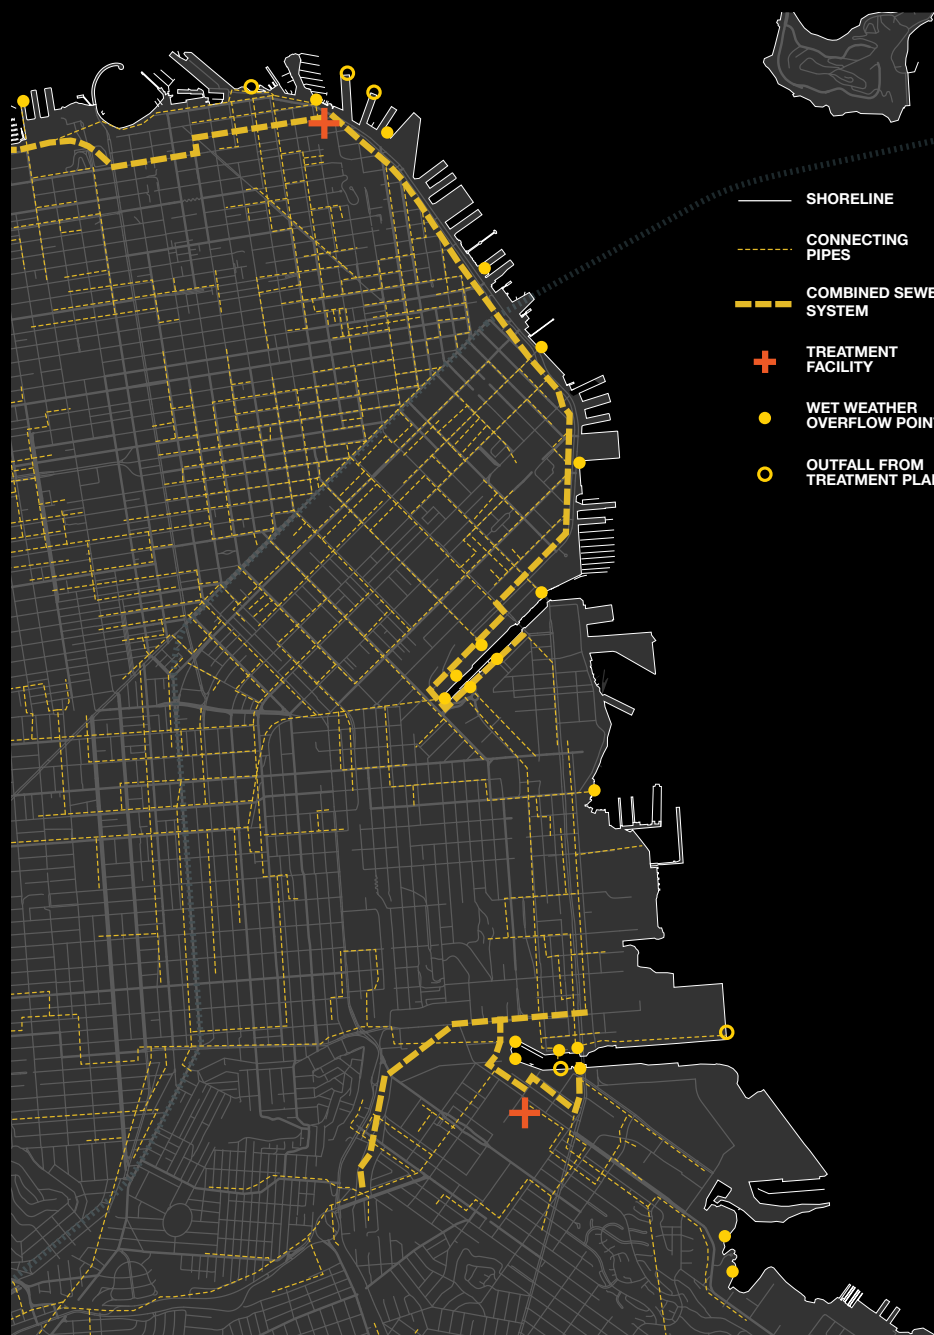 SHORELINE
CONNECTING
PIPES
COMBINED SEWE
SYSTEM
TREATMENT
FACILITY
WET WEATHER
OVERFLOW POIN
OUTFALL FROM
TREATMENT PLA